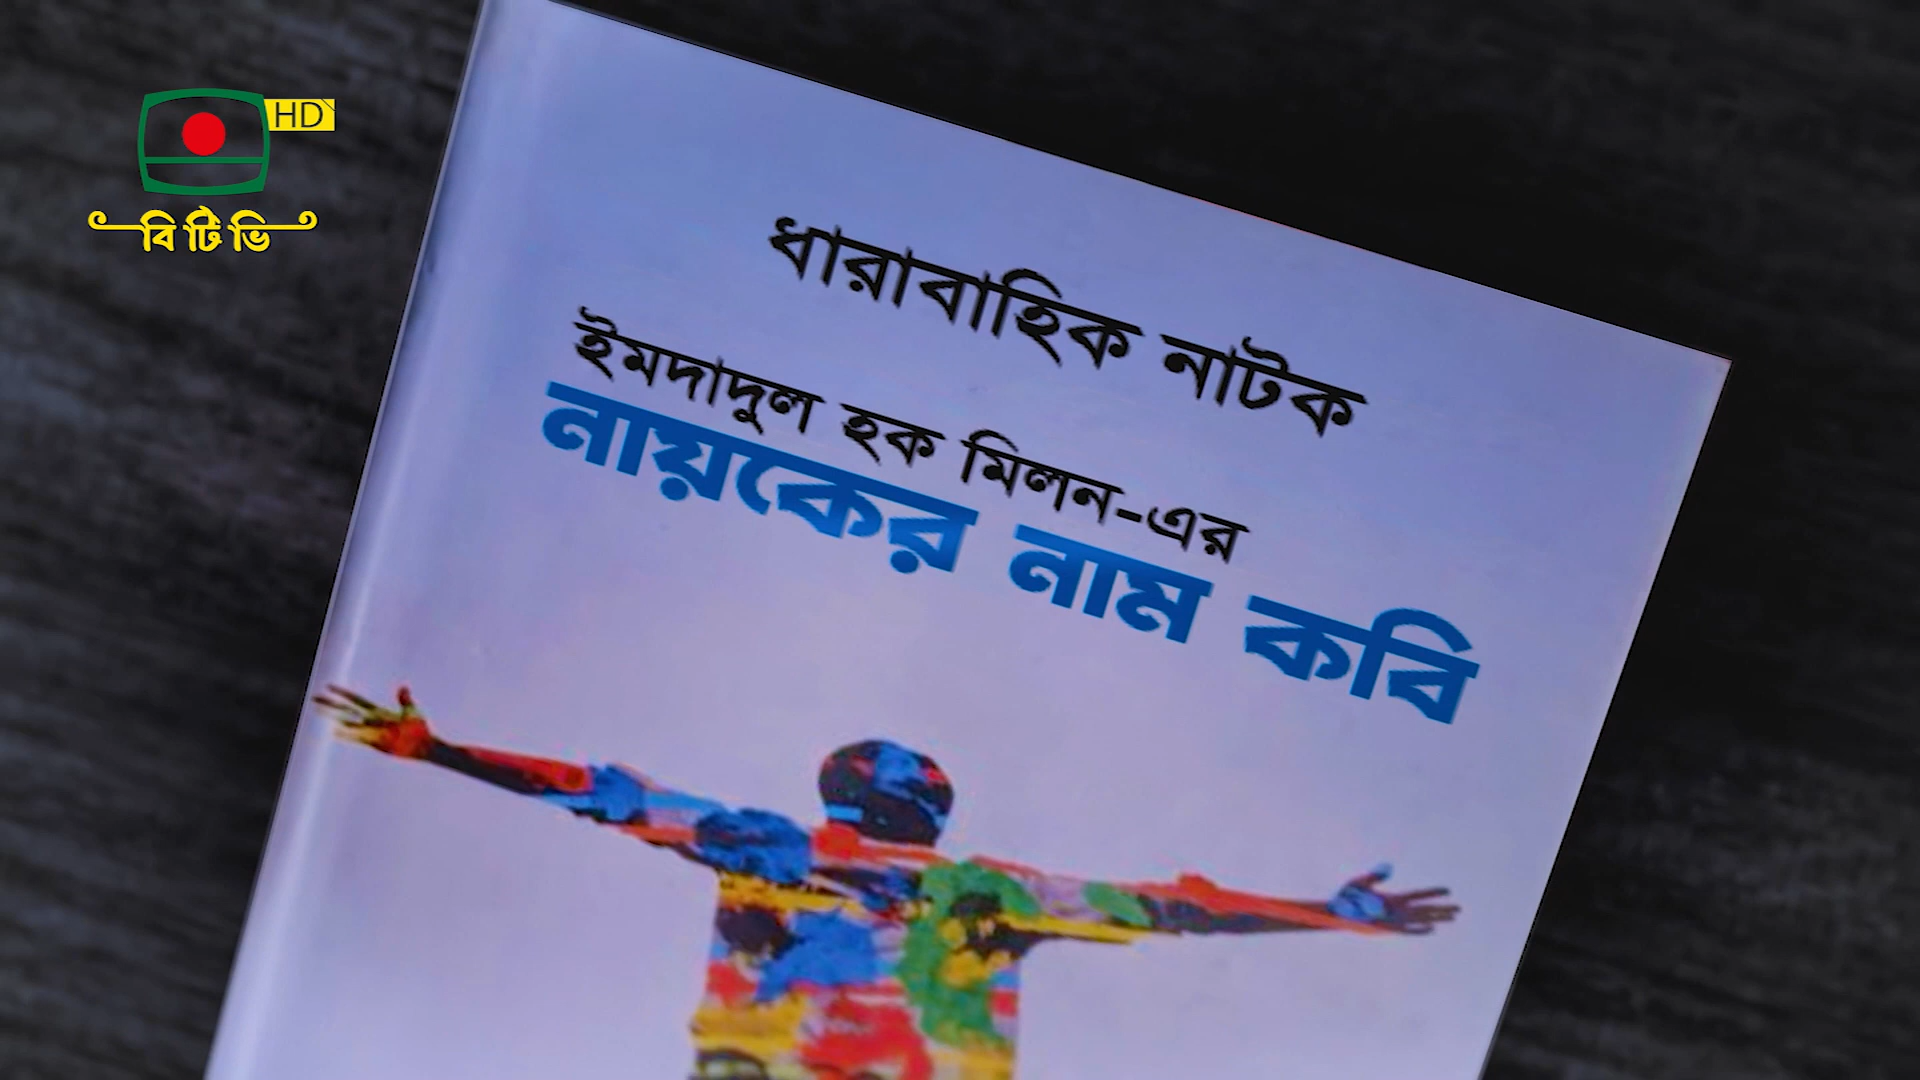 HD
বি টি ভি
ধারাবাহিক নাটক
ইমদাদুল হক মিলন-এর
নায়কের নাম কবি